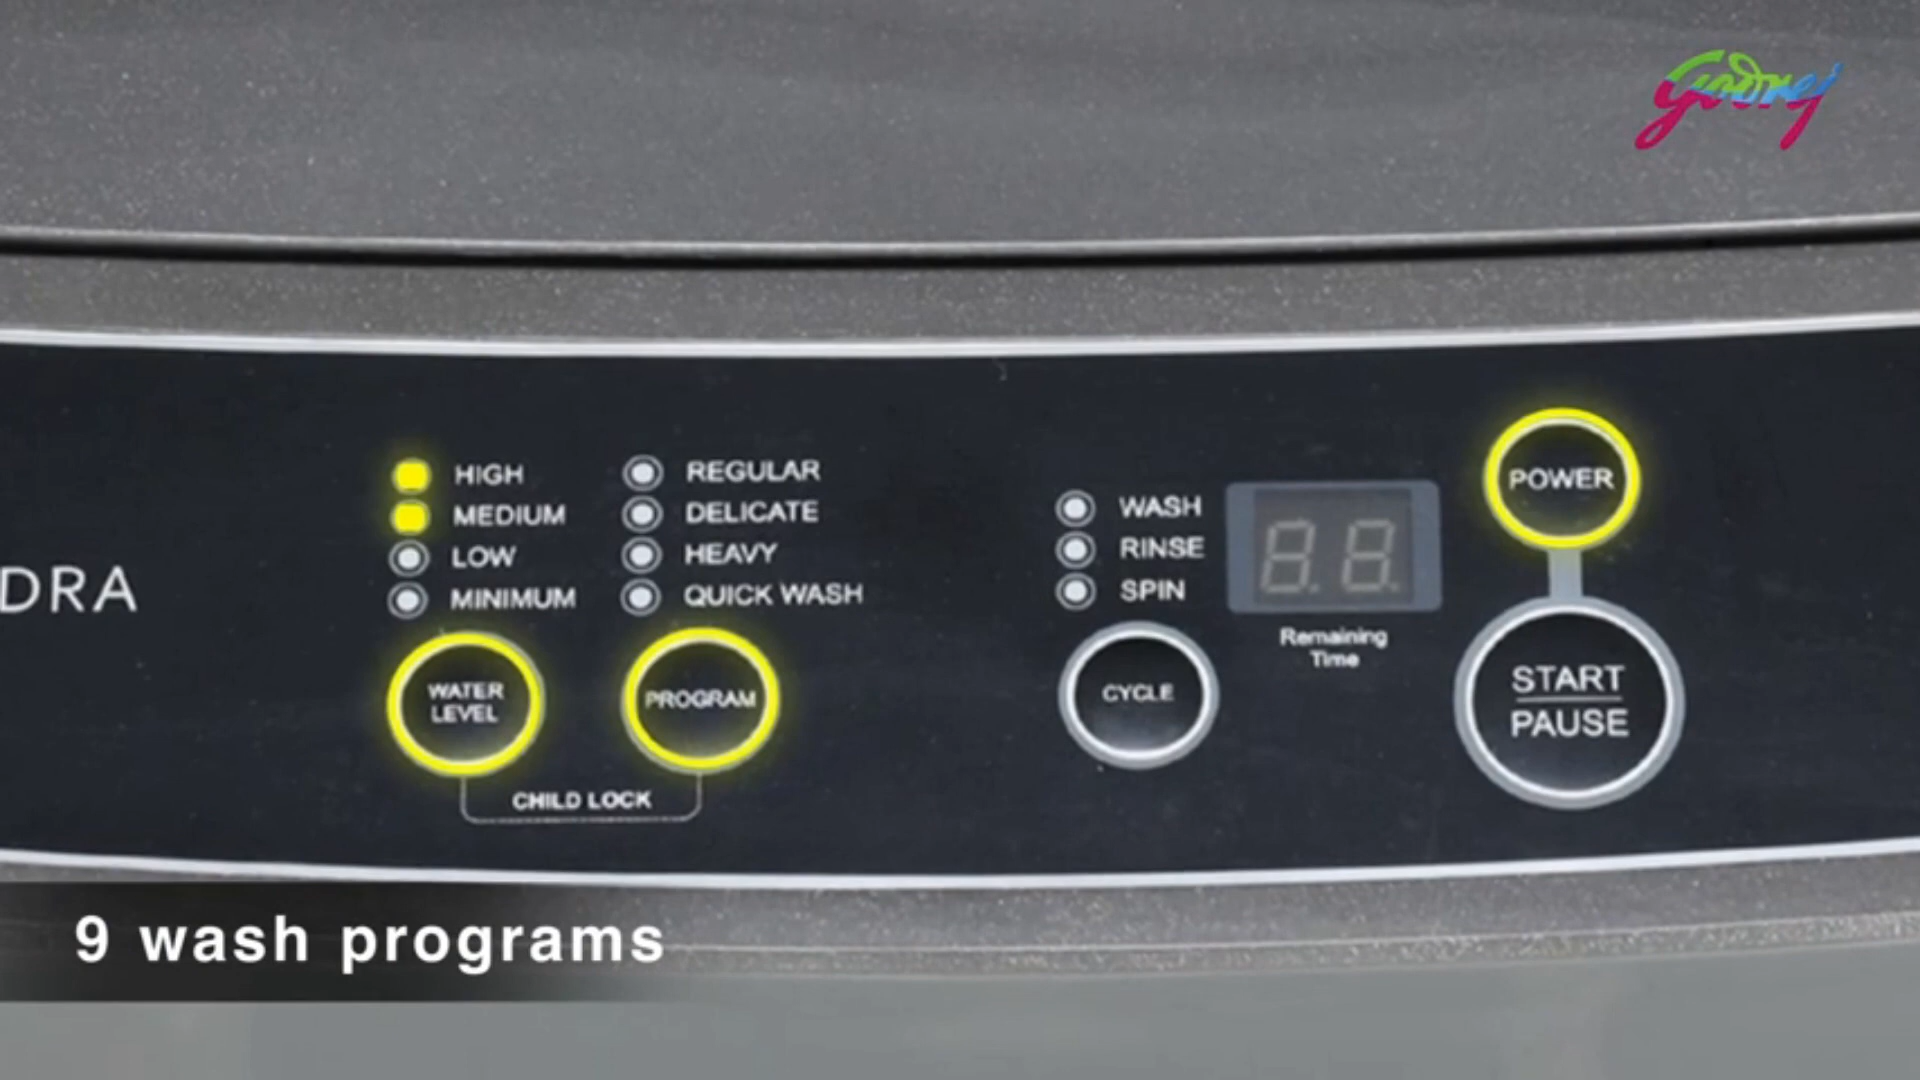 Godrej
HIGH
MEDIUM
LOW
MINIMUM
REGULAR
DELICATE
HEAVY
QUICK WASH
WASH
RINSE
SPIN
8.8.
Remaining
Time
POWER
DRA
WATER
LEVEL
PROGRAM
CYCLE
START
PAUSE
CHILD LOCK
9 wash programs